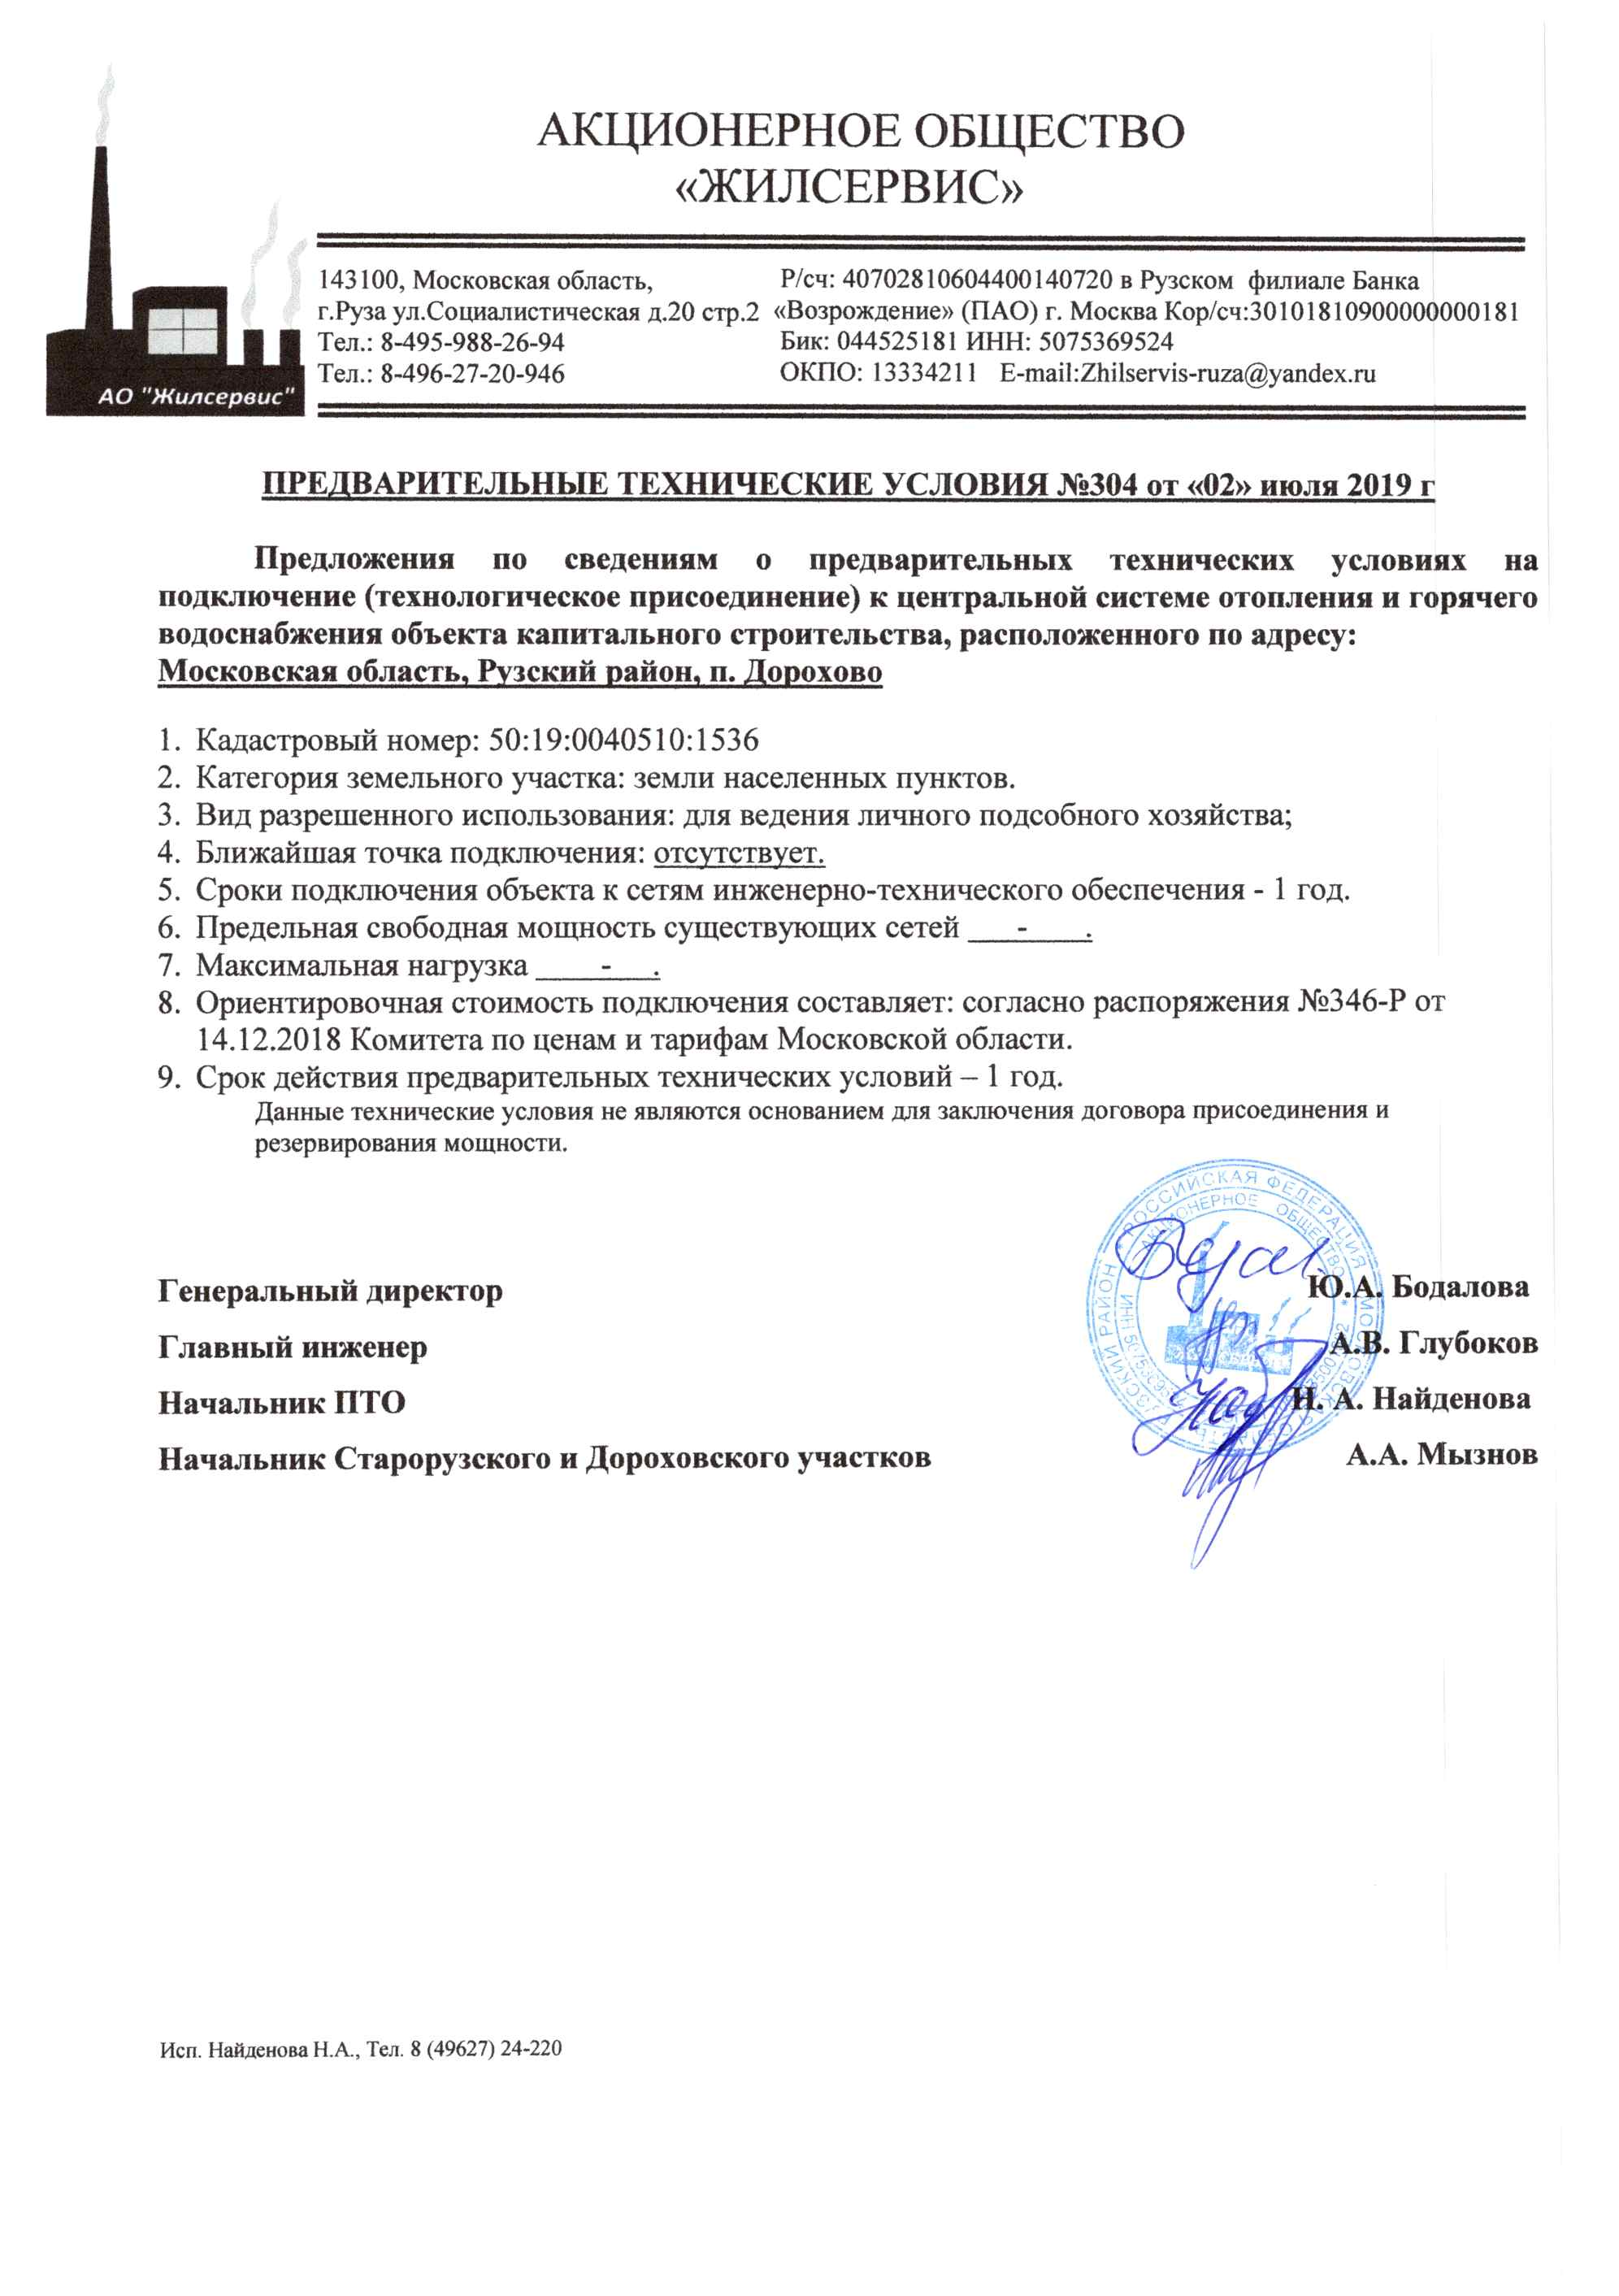 АКЦИОНЕРНОЕ ОБЩЕСТВО
«ЖИЛСЕРВИС»
АО "Жилсервис"
143100, Московская область,
г.Руза ул.Социалистическая д.20 стр.2
Тел.: 8-495-988-26-94
Тел.: 8-496-27-20-946
Р/сч: 40702810604400140720 в Рузском филиале Банка
«Возрождение» (ПАО) г. Москва Кор/сч:30101810900000000181
Бик: 044525181 ИНН: 5075369524
ОКПО: 13334211 E-mail:Zhilservis-ruza@yandex.ru
ПРЕДВАРИТЕЛЬНЫЕ ТЕХНИЧЕСКИЕ УСЛОВИЯ №304 от «02» июля 2019 г
Предложения по сведениям о предварительных технических условиях на
подключение (технологическое присоединение) к центральной системе отопления и горячего
водоснабжения объекта капитального строительства, расположенного по адресу:
Московская область, Рузский район, п. Дорохово
1. Кадастровый номер: 50:19:0040510:1536
2. Категория земельного участка: земли населенных пунктов.
3. Вид разрешенного использования: для ведения личного подсобного хозяйства;
4. Ближайшая точка подключения: отсутствует.
5. Сроки подключения объекта к сетям инженерно-технического обеспечения - 1 год.
6. Предельная свободная мощность существующих сетей ___-____.
7. Максимальная нагрузка ____-___.
8. Ориентировочная стоимость подключения составляет: согласно распоряжения №346-Р от
14.12.2018 Комитета по ценам и тарифам Московской области.
9. Срок действия предварительных технических условий – 1 год.
Данные технические условия не являются основанием для заключения договора присоединения и
резервирования мощности.
РОССИЙСКАЯ ФЕДЕРАЦИЯ
АКЦИОНЕРНОЕ ОБЩЕСТВО
Генеральный директор Ю.А. Бодалова
Главный инженер А.В. Глубоков
Начальник ПТО Н. А. Найденова
Начальник Старорузского и Дороховского участков А.А. Мызнов
Исп. Найденова Н.А., Тел. 8 (49627) 24-220